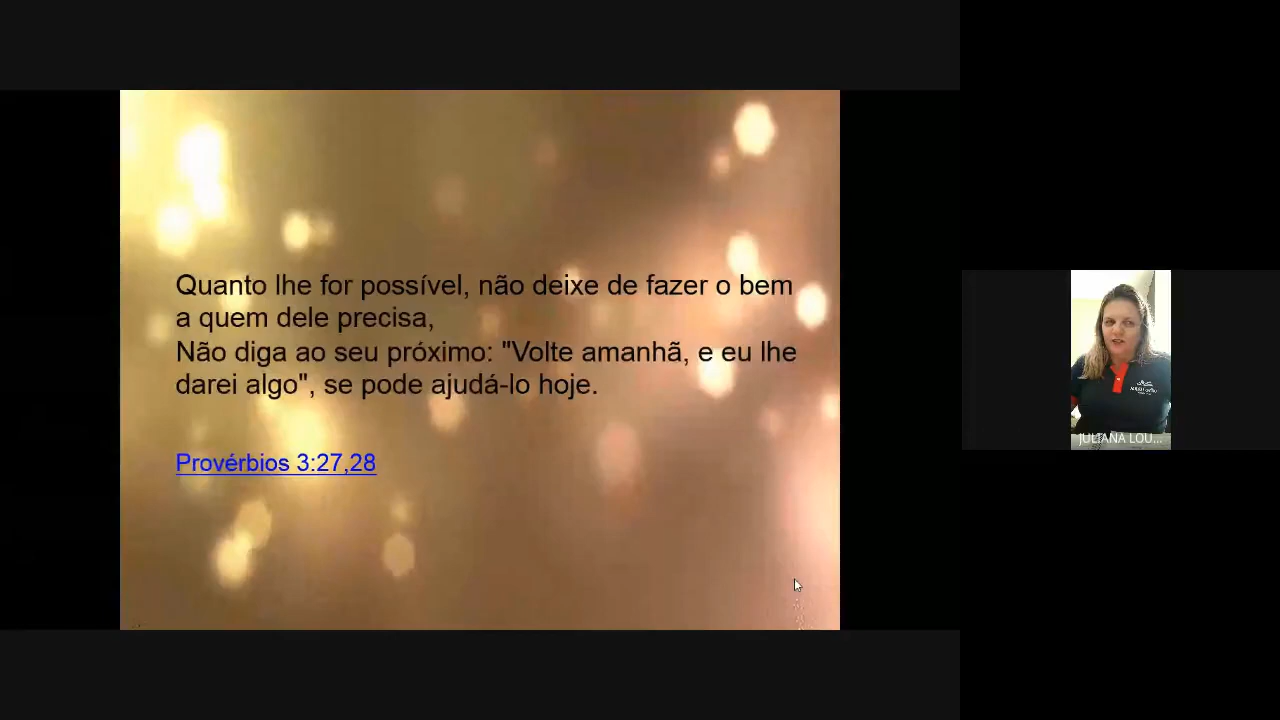 Quanto lhe for possível, não deixe de fazer o bem
a quem dele precisa,
Não diga ao seu próximo: "Volte amanhã, e eu lhe
darei algo", se pode ajudá-lo hoje.
Provérbios 3:27,28
JULIANA LOU...